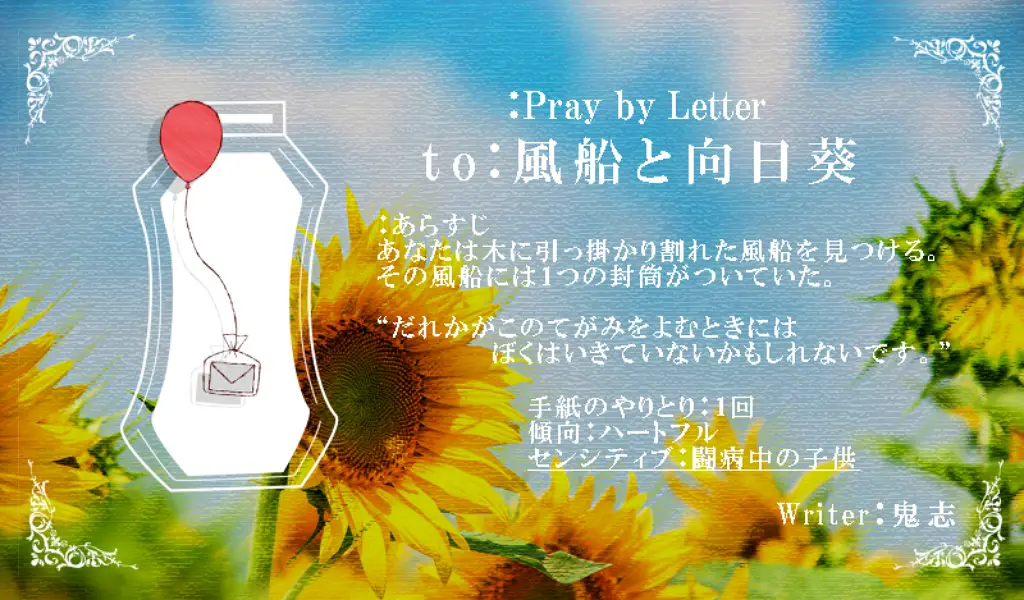 :Pray by Letter
to:風船と向日葵
:あらすじ
あなたは木に引っ掛かり割れた風船を見つける。
その風船には1つの封筒がついていた。
“だれかがこのてがみをよむときには
ぼくはいきていないかもしれないです。”
手紙のやりとり:1回
傾向:ハートフル
センシティブ:闘病中の子供
Writer:鬼志